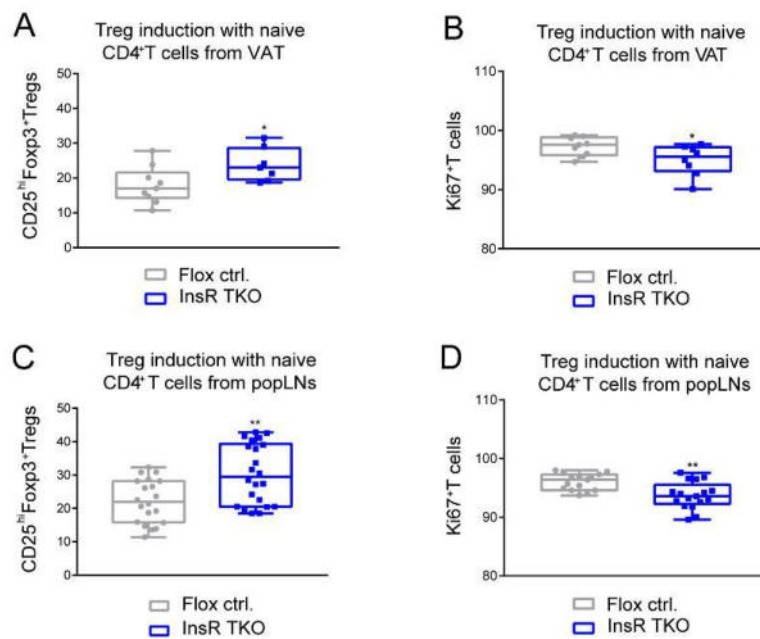 A
Treg induction with naive
CD4⁺T cells from VAT
CD25ʰⁱFoxp3⁺Tregs
50
40
30
20
10
0
*
Flox ctrl.
InsR TKO
B
Treg induction with naive
CD4⁺T cells from VAT
Ki67⁺T cells
110
100
90
80
*
Flox ctrl.
InsR TKO
C
Treg induction with naive
CD4⁺T cells from popLNs
CD25ʰⁱFoxp3⁺Tregs
50
40
30
20
10
0
**
Flox ctrl.
InsR TKO
D
Treg induction with naive
CD4⁺T cells from popLNs
Ki67⁺T cells
110
100
90
80
**
Flox ctrl.
InsR TKO